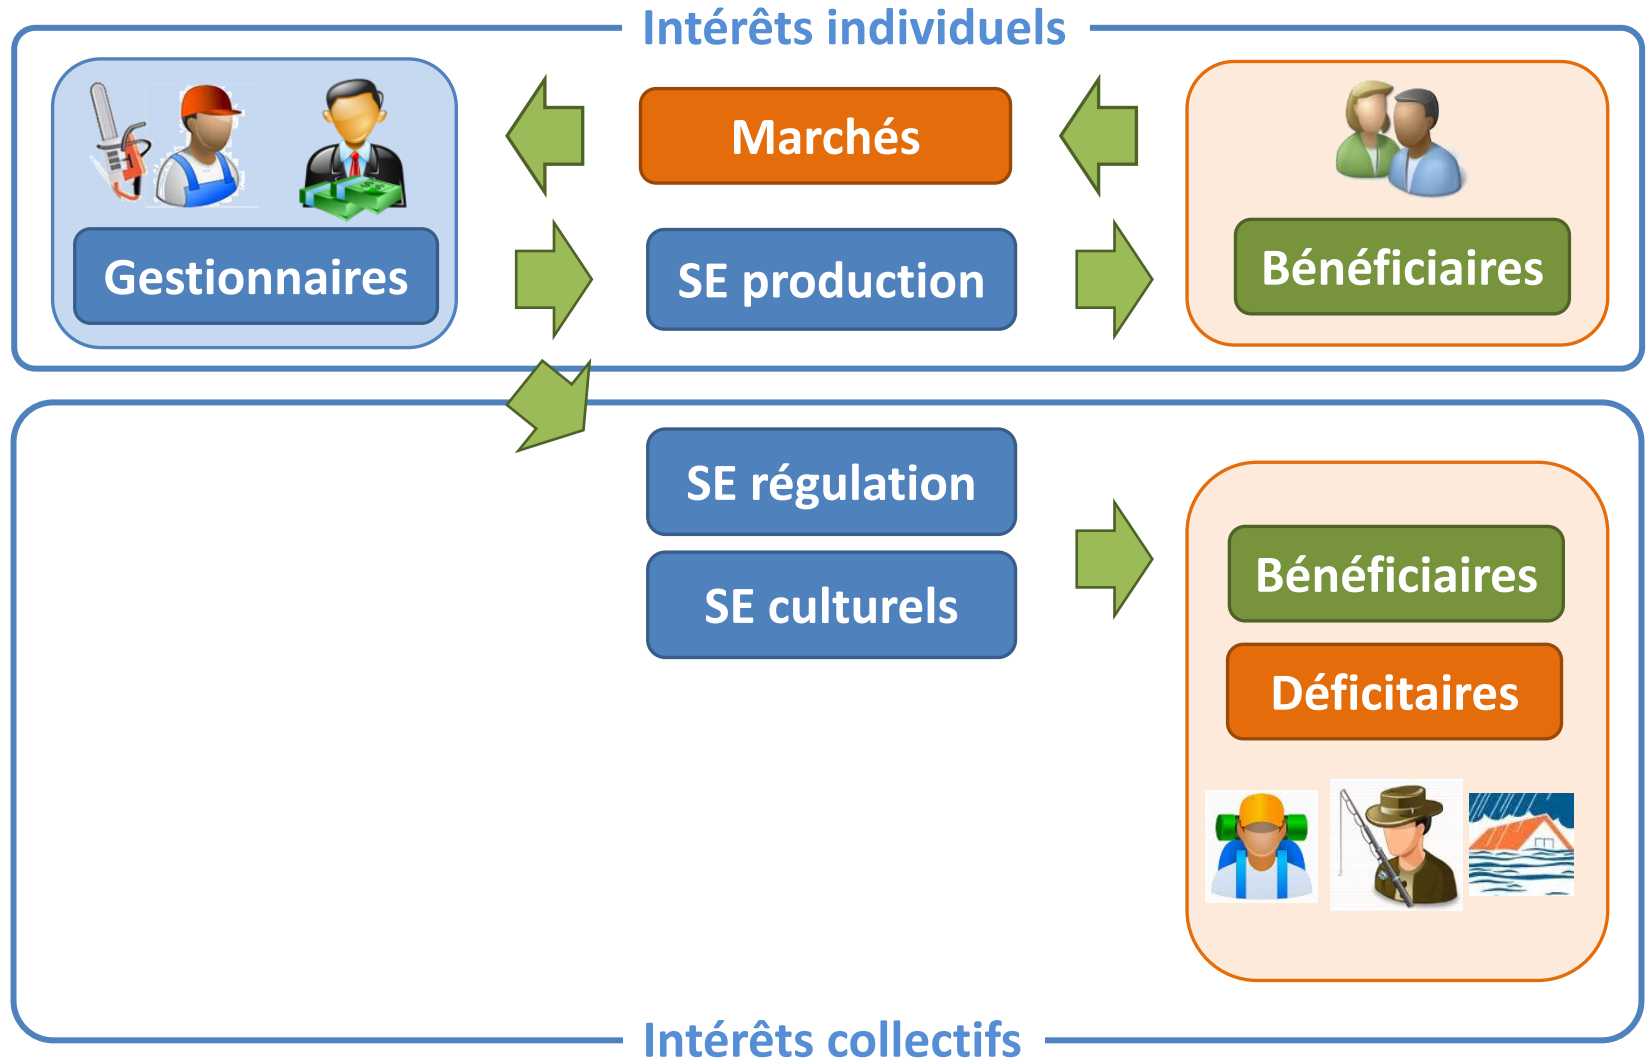 Intérêts individuels
Marchés
Gestionnaires
SE production
Bénéficiaires
SE régulation
SE culturels
Bénéficiaires
Déficitaires
Intérêts collectifs